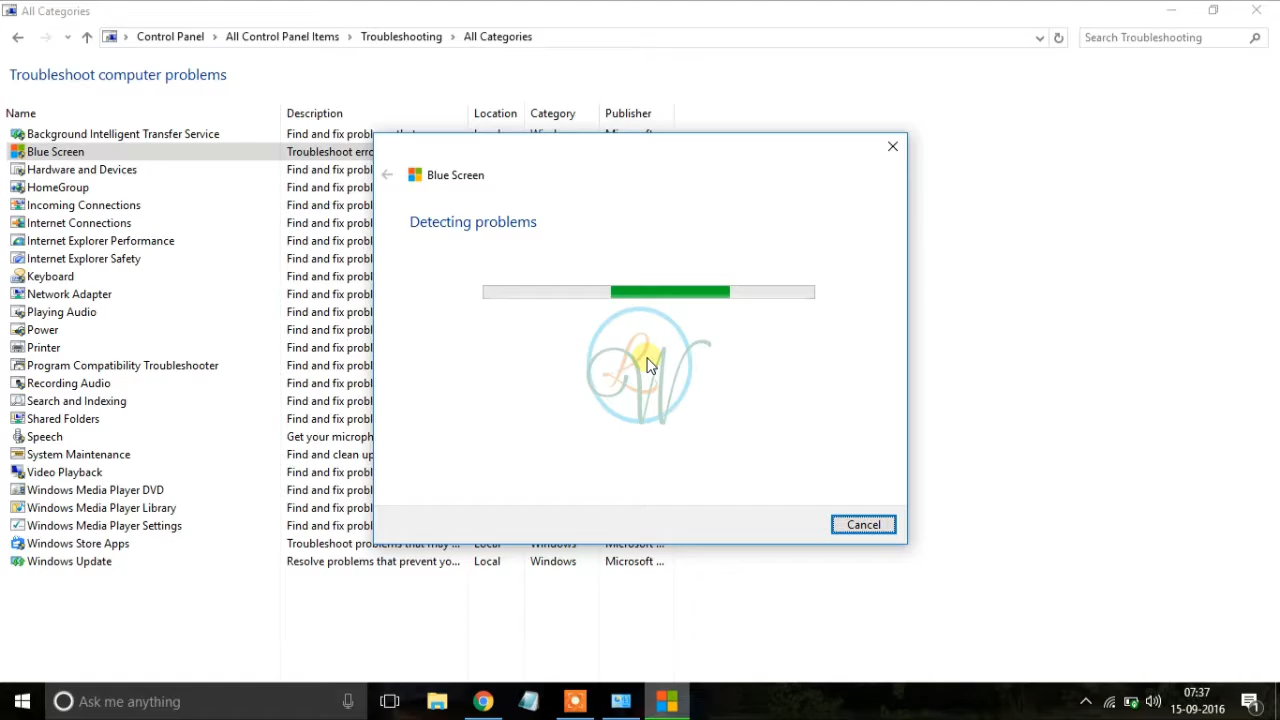 All Categories
Control Panel > All Control Panel Items > Troubleshooting > All Categories
Search Troubleshooting
Troubleshoot computer problems
Name Description Location Category Publisher
Background Intelligent Transfer Service Find and fix problems that
Blue Screen Troubleshoot erro
Hardware and Devices Find and fix probl
HomeGroup Find and fix probl
Incoming Connections Find and fix probl
Internet Connections Find and fix probl
Internet Explorer Performance Find and fix probl
Internet Explorer Safety Find and fix probl
Keyboard Find and fix probl
Network Adapter Find and fix probl
Playing Audio Find and fix probl
Power Find and fix probl
Printer Find and fix probl
Program Compatibility Troubleshooter Find and fix probl
Recording Audio Find and fix probl
Search and Indexing Find and fix probl
Shared Folders Find and fix probl
Speech Get your microph
System Maintenance Find and clean up
Video Playback Find and fix probl
Windows Media Player DVD Find and fix probl
Windows Media Player Library Find and fix probl
Windows Media Player Settings Find and fix probl
Windows Store Apps Troubleshoot problems that may ... Local Windows Microsoft ...
Windows Update Resolve problems that prevent yo... Local Windows Microsoft ...
Blue Screen
Detecting problems
LW
Cancel
Ask me anything
07:37
15-09-2016
1